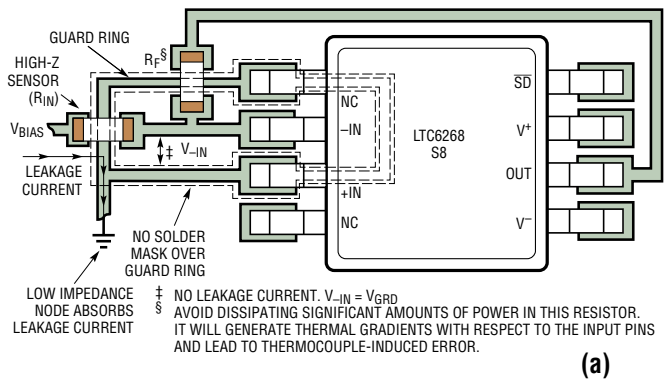 GUARD RING
HIGH-Z
SENSOR
(RIN)
RF§
VBIAS
LEAKAGE
CURRENT
‡ V–IN
NC
–IN
+IN
NC
LTC6268
S8
SD
V+
OUT
V–
NO SOLDER
MASK OVER
GUARD RING
LOW IMPEDANCE
NODE ABSORBS
LEAKAGE CURRENT
‡ NO LEAKAGE CURRENT. V–IN = VGRD
§ AVOID DISSIPATING SIGNIFICANT AMOUNTS OF POWER IN THIS RESISTOR.
IT WILL GENERATE THERMAL GRADIENTS WITH RESPECT TO THE INPUT PINS
AND LEAD TO THERMOCOUPLE-INDUCED ERROR.
(a)